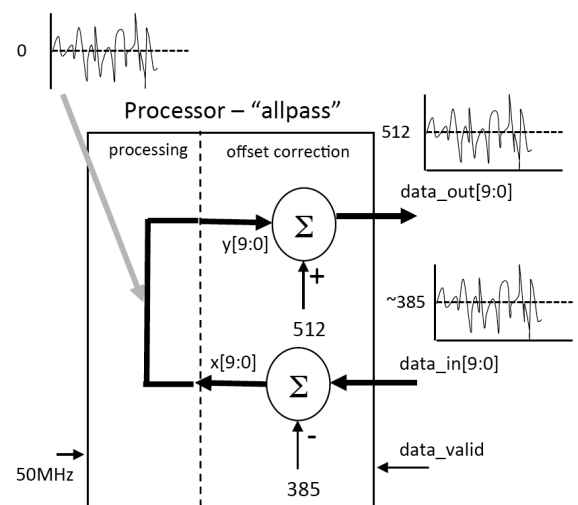 0
Processor – “allpass”
processing
offset correction
512
data_out[9:0]
Σ
y[9:0]
+
512
~385
x[9:0]
data_in[9:0]
Σ
-
50MHz
385
data_valid